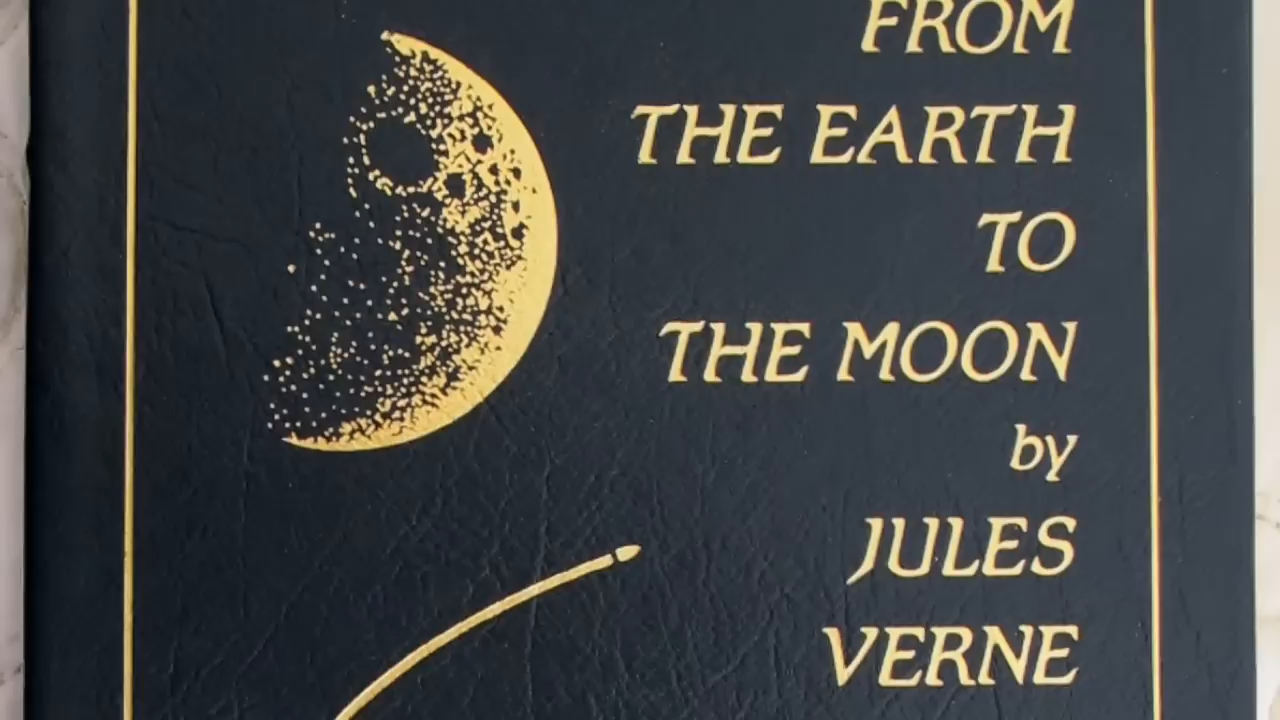 FROM
THE EARTH
TO
THE MOON
by
JULES
VERNE